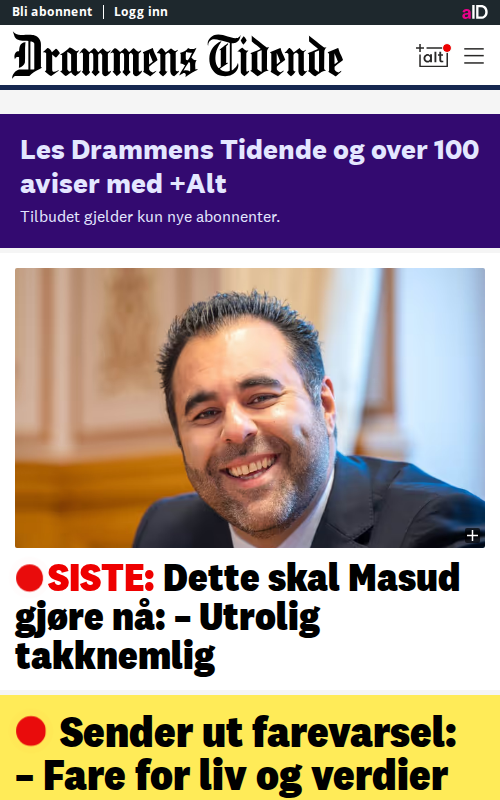 Bli abonnent
Logg inn
aID
Drammens Tidende
+alt
Les Drammens Tidende og over 100
aviser med +Alt
Tilbudet gjelder kun nye abonnenter.
SISTE: Dette skal Masud
gjøre nå: – Utrolig
takknemlig
Sender ut farevarsel:
– Fare for liv og verdier